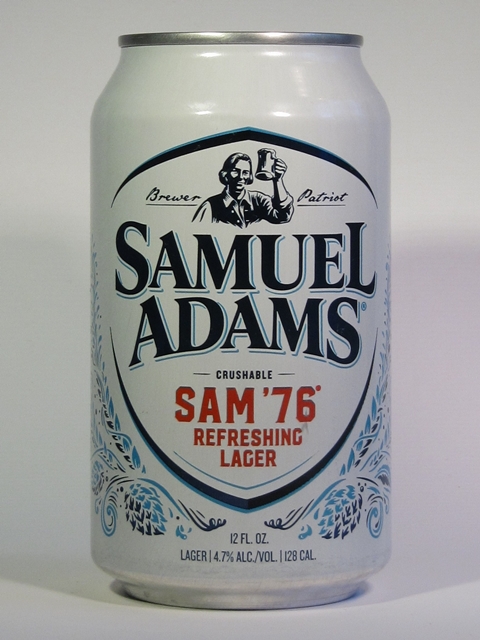 Brewer Patriot
SAMUEL
ADAMS®
CRUSHABLE
SAM '76®
REFRESHING
LAGER
12 FL. OZ.
LAGER | 4.7% ALC./VOL. | 128 CAL.